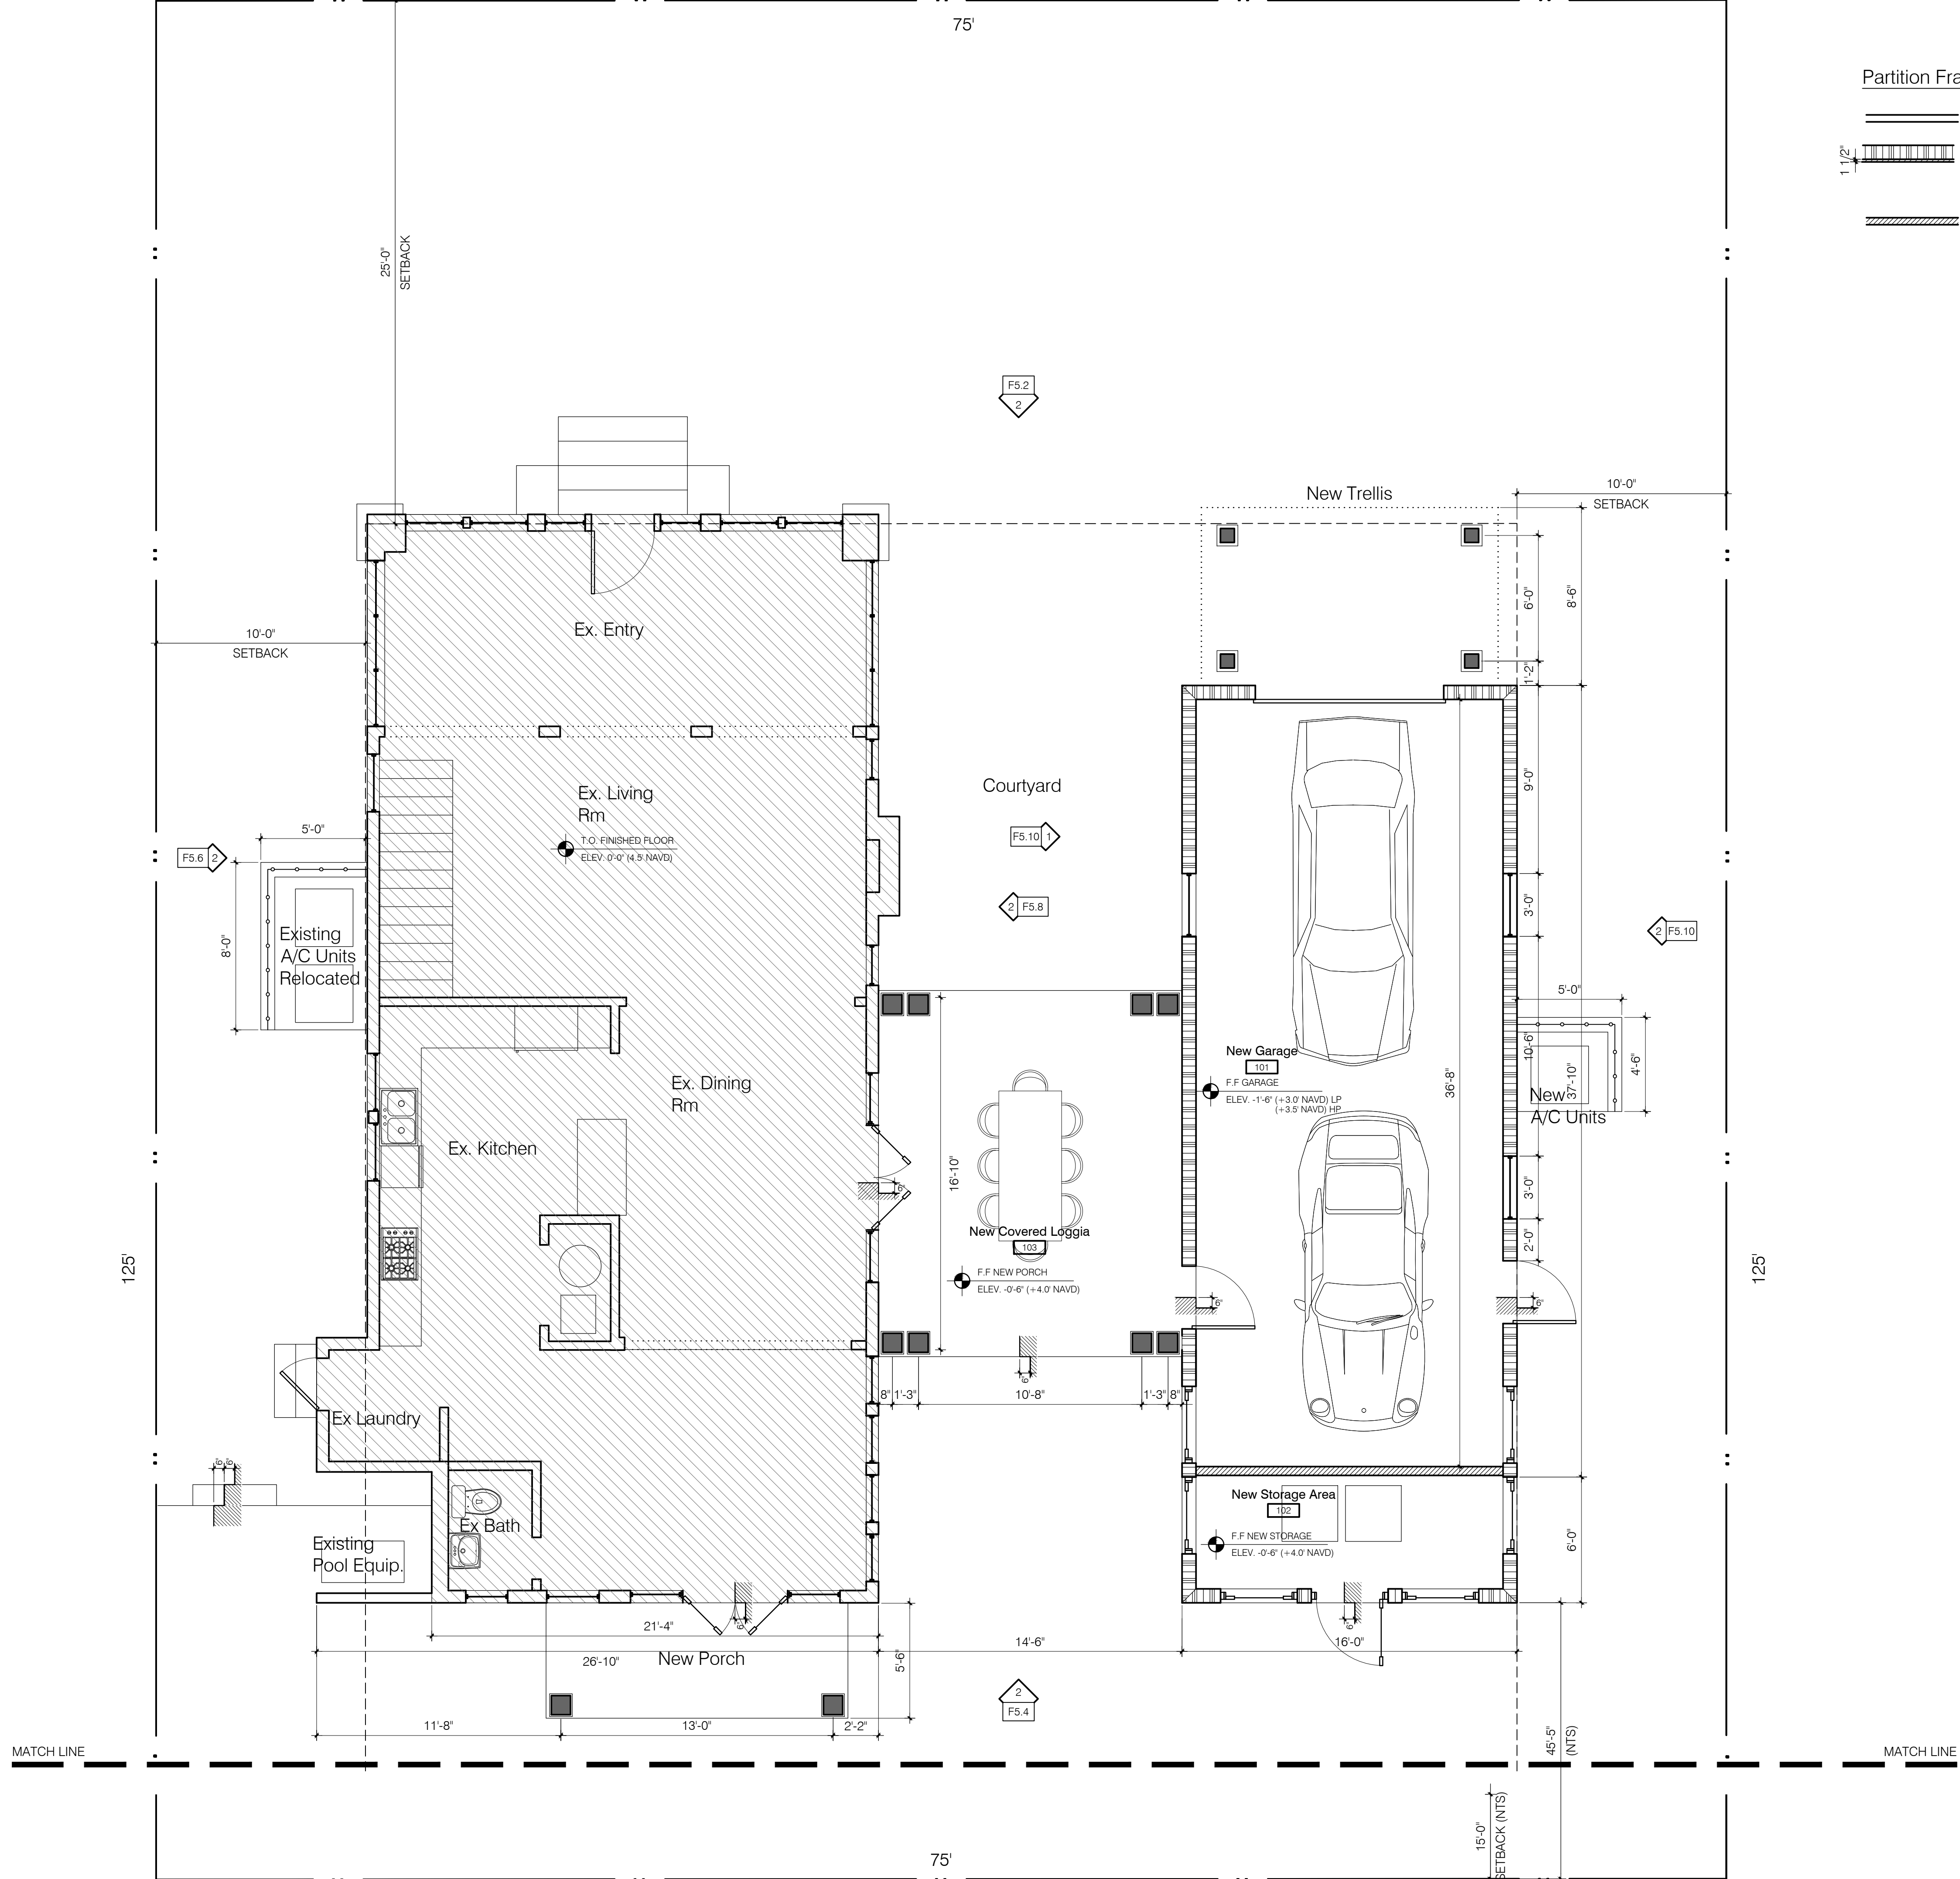 75'
Partition Fra
1 1/2"
25'-0"
SETBACK
F5.2
2
New Trellis
10'-0"
SETBACK
6'-0"
8'-6"
1'-2"
Ex. Entry
10'-0"
SETBACK
Ex. Living
Rm
T.O. FINISHED FLOOR
ELEV. 0'-0" (4.5' NAVD)
Courtyard
F5.10 1
2 F5.8
9'-0"
3'-0"
5'-0"
F5.6 2
8'-0"
Existing
A/C Units
Relocated
2 F5.10
5'-0"
4'-6"
10'-6"
37'-10"
New
A/C Units
New Garage
101
F.F GARAGE
ELEV. -1'-6" (+3.0' NAVD) LP
(+3.5' NAVD) HP
36'-8"
Ex. Dining
Rm
Ex. Kitchen
16'-10"
6"
New Covered Loggia
103
F.F NEW PORCH
ELEV. -0'-6" (+4.0' NAVD)
3'-0"
2'-0"
6"
6"
125'
125'
6"
8" 1'-3"
10'-8"
1'-3" 8"
Ex Laundry
6" 6"
Ex Bath
Existing
Pool Equip.
New Storage Area
102
F.F NEW STORAGE
ELEV. -0'-6" (+4.0' NAVD)
6'-0"
6"
6"
21'-4"
26'-10"
New Porch
14'-6"
16'-0"
5'-6"
2
F5.4
11'-8"
13'-0"
2'-2"
45'-5"
(NTS)
MATCH LINE
MATCH LINE
15'-0"
SETBACK (NTS)
75'